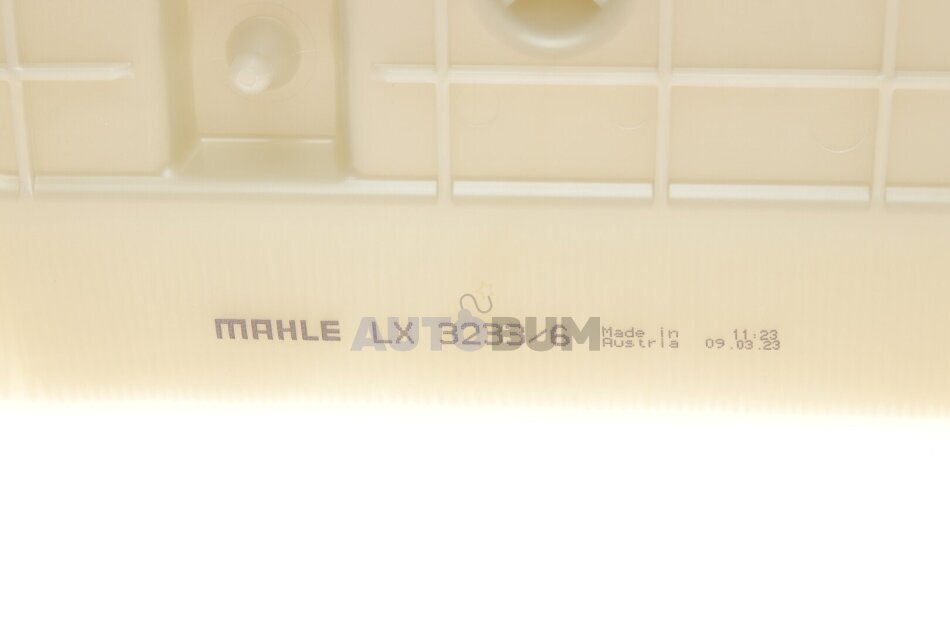 MAHLE LX 3233/6 Made in 11:23
Austria 09.03.23
AUTOBUM